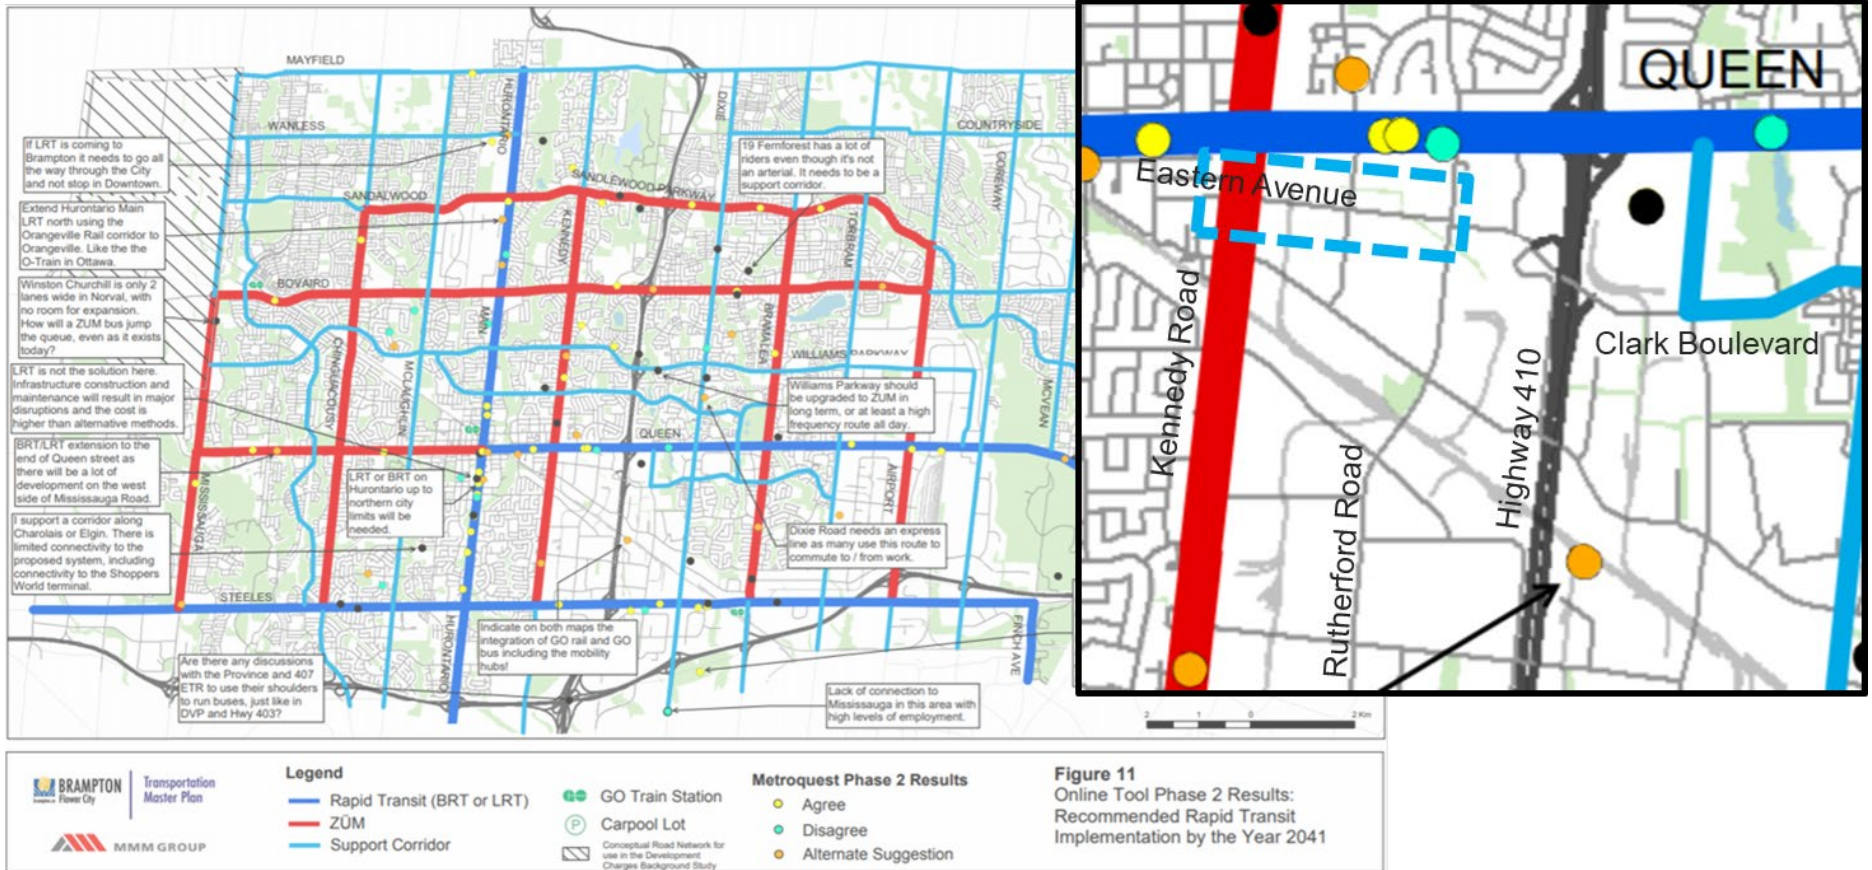 MAYFIELD
HURONTARIO
DIXIE
WANLESS
COUNTRYSIDE
GOREWAY
If LRT is coming to
Brampton it needs to go all
the way through the City
and not stop in Downtown.
19 Fernforest has a lot of
riders even though it's not
an arterial. It needs to be a
support corridor.
SANDALWOOD
SANDLEWOOD PARKWAY
Extend Hurontario Main
LRT north using the
Orangeville Rail corridor to
Orangeville. Like the the
O-Train in Ottawa.
KENNEDY
TORBRAM
BOVAIRD
Winston Churchill is only 2
lanes wide in Norval, with
no room for expansion.
How will a ZUM bus jump
the queue, even as it exists
today?
MAIN
BRAMALEA
CHINGUACOUSY
MCLAUGHLIN
WILLIAMS PARKWAY
MCVEAN
LRT is not the solution here.
Infrastructure construction and
maintenance will result in major
disruptions and the cost is
higher than alternative methods.
Williams Parkway should
be upgraded to ZUM in
long term, or at least a high
frequency route all day.
QUEEN
BRT/LRT extension to the
end of Queen street as
there will be a lot of
development on the west
side of Mississauga Road.
MISSISSAUGA
AIRPORT
LRT or BRT on
Hurontario up to
northern city
limits will be
needed.
I support a corridor along
Charolais or Elgin. There is
limited connectivity to the
proposed system, including
connectivity to the Shoppers
World terminal.
Dixie Road needs an express
line as many use this route to
commute to / from work.
STEELES
HURONTARIO
FINCH AVE
Indicate on both maps the
integration of GO rail and GO
bus including the mobility
hubs!
Are there any discussions
with the Province and 407
ETR to use their shoulders
to run buses, just like in
DVP and Hwy 403?
Lack of connection to
Mississauga in this area with
high levels of employment.
2 1 0 2 Km
QUEEN
Eastern Avenue
Kennedy Road
Clark Boulevard
Highway 410
Rutherford Road
BRAMPTON
Flower City
Transportation
Master Plan
MMM GROUP
Legend
Rapid Transit (BRT or LRT)
ZÜM
Support Corridor
GO Train Station
P Carpool Lot
Conceptual Road Network for
use in the Development
Charges Background Study
Metroquest Phase 2 Results
Agree
Disagree
Alternate Suggestion
Figure 11
Online Tool Phase 2 Results:
Recommended Rapid Transit
Implementation by the Year 2041